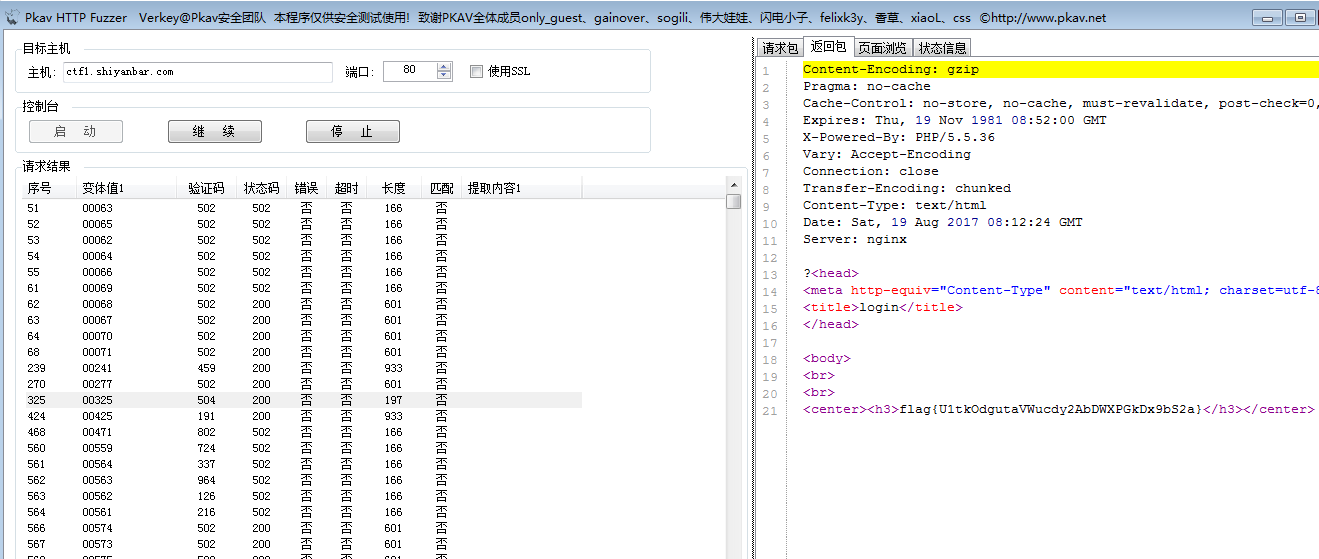 Pkav HTTP Fuzzer Verkey@Pkav安全团队 本程序仅供安全测试使用! 致谢PKAV全体成员only_guest、gainover、sogili、伟大娃娃、闪电小子、felixk3y、香草、xiaoL、css ©http://www.pkav.net
目标主机
主机: ctf1.shiyanbar.com 端口: 80 使用SSL
控制台
启 动 继 续 停 止
请求结果
序号 变体值1 验证码 状态码 错误 超时 长度 匹配 提取内容1
51 00063 502 502 否 否 166 否
52 00065 502 502 否 否 166 否
53 00062 502 502 否 否 166 否
54 00064 502 502 否 否 166 否
55 00066 502 502 否 否 166 否
61 00069 502 502 否 否 166 否
62 00068 502 200 否 否 601 否
63 00067 502 200 否 否 601 否
64 00070 502 200 否 否 601 否
68 00071 502 200 否 否 601 否
239 00241 459 200 否 否 933 否
270 00277 502 200 否 否 601 否
325 00325 504 200 否 否 197 否
424 00425 191 200 否 否 933 否
468 00471 802 502 否 否 166 否
560 00559 724 502 否 否 166 否
561 00564 337 502 否 否 166 否
562 00563 964 502 否 否 166 否
563 00562 126 502 否 否 166 否
564 00561 216 502 否 否 166 否
566 00574 502 200 否 否 601 否
567 00573 502 200 否 否 601 否
请求包 返回包 页面浏览 状态信息
1 Content-Encoding: gzip
2 Pragma: no-cache
3 Cache-Control: no-store, no-cache, must-revalidate, post-check=0,
4 Expires: Thu, 19 Nov 1981 08:52:00 GMT
5 X-Powered-By: PHP/5.5.36
6 Vary: Accept-Encoding
7 Connection: close
8 Transfer-Encoding: chunked
9 Content-Type: text/html
10 Date: Sat, 19 Aug 2017 08:12:24 GMT
11 Server: nginx
12
13 ?<head>
14 <meta http-equiv="Content-Type" content="text/html; charset=utf-8
15 <title>login</title>
16 </head>
17
18 <body>
19 <br>
20 <br>
21 <center><h3>flag{U1tkOdgutaVWucdy2AbDWXPGkDx9bS2a}</h3></center>